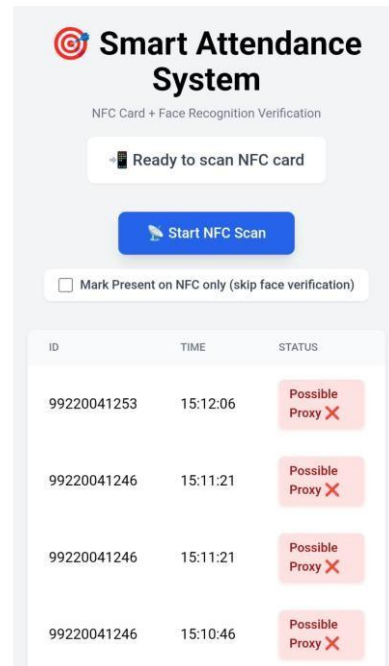 🎯 Smart Attendance
System
NFC Card + Face Recognition Verification
📲 Ready to scan NFC card
📡 Start NFC Scan
Mark Present on NFC only (skip face verification)
ID TIME STATUS
99220041253 15:12:06 Possible
Proxy ❌
99220041246 15:11:21 Possible
Proxy ❌
99220041246 15:11:21 Possible
Proxy ❌
99220041246 15:10:46 Possible
Proxy ❌